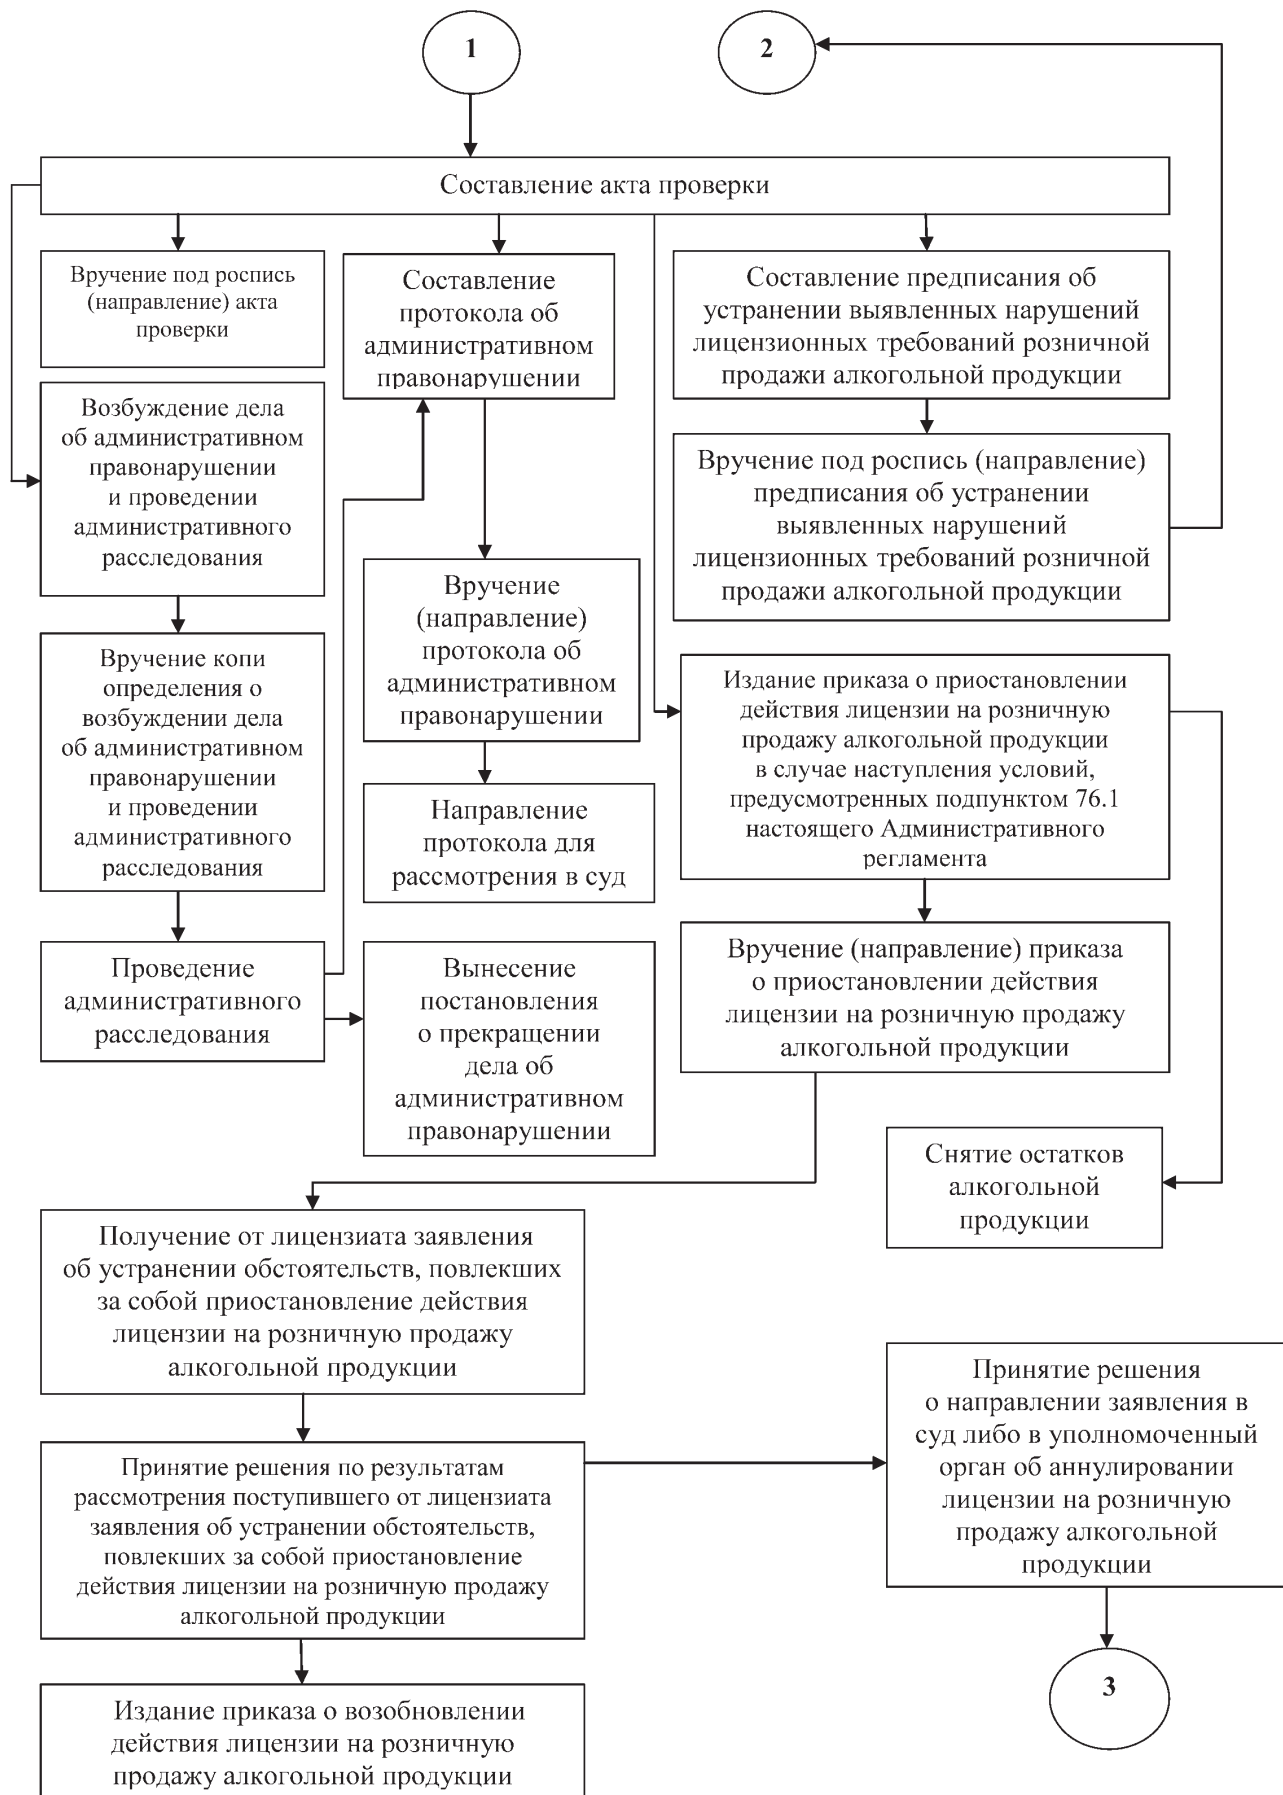 1
2
Составление акта проверки
Вручение под роспись
(направление) акта
проверки
Составление
протокола об
административном
правонарушении
Составление предписания об
устранении выявленных нарушений
лицензионных требований розничной
продажи алкогольной продукции
Возбуждение дела
об административном
правонарушении
и проведении
административного
расследования
Вручение под роспись (направление)
предписания об устранении
выявленных нарушений
лицензионных требований розничной
продажи алкогольной продукции
Вручение
(направление)
протокола об
административном
правонарушении
Вручение копи
определения о
возбуждении дела
об административном
правонарушении
и проведении
административного
расследования
Издание приказа о приостановлении
действия лицензии на розничную
продажу алкогольной продукции
в случае наступления условий,
предусмотренных подпунктом 76.1
настоящего Административного
регламента
Направление
протокола для
рассмотрения в суд
Проведение
административного
расследования
Вынесение
постановления
о прекращении
дела об
административном
правонарушении
Вручение (направление) приказа
о приостановлении действия
лицензии на розничную продажу
алкогольной продукции
Снятие остатков
алкогольной
продукции
Получение от лицензиата заявления
об устранении обстоятельств, повлекших
за собой приостановление действия
лицензии на розничную продажу
алкогольной продукции
Принятие решения
о направлении заявления в
суд либо в уполномоченный
орган об аннулировании
лицензии на розничную
продажу алкогольной
продукции
Принятие решения по результатам
рассмотрения поступившего от лицензиата
заявления об устранении обстоятельств,
повлекших за собой приостановление
действия лицензии на розничную продажу
алкогольной продукции
3
Издание приказа о возобновлении
действия лицензии на розничную
продажу алкогольной продукции